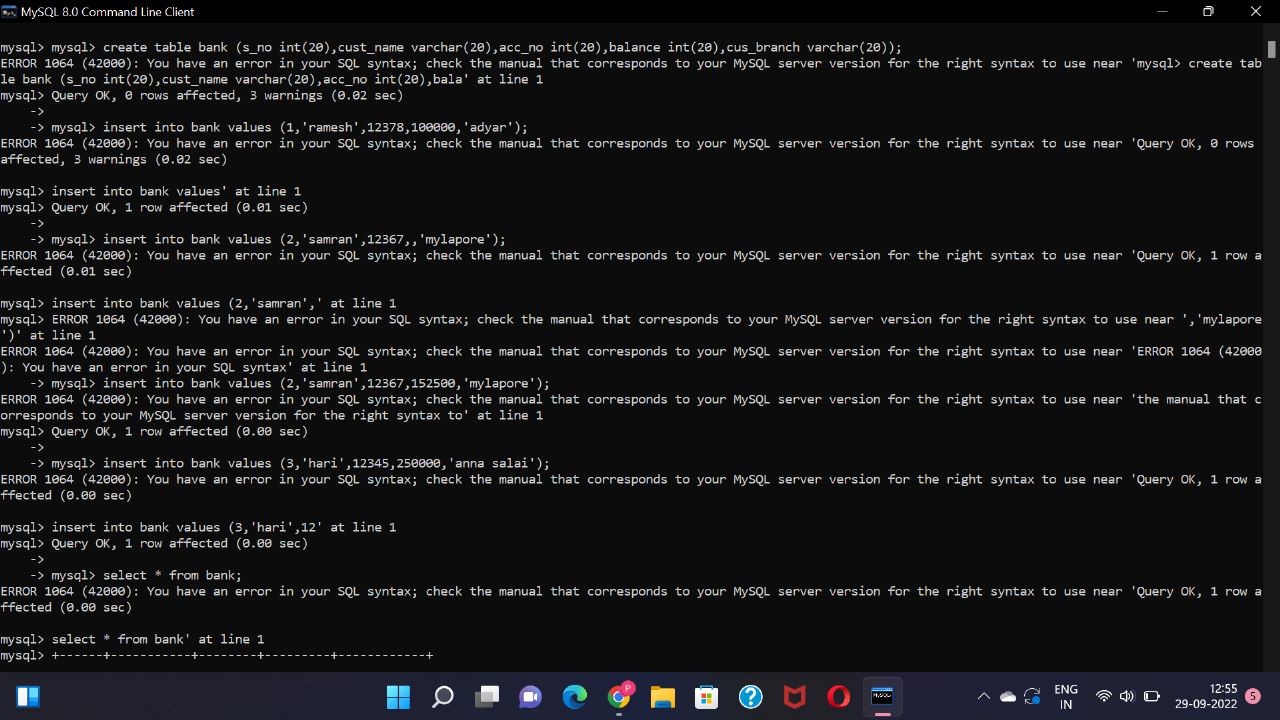 MySQL 8.0 Command Line Client
mysql> mysql> create table bank (s_no int(20),cust_name varchar(20),acc_no int(20),balance int(20),cus_branch varchar(20));
ERROR 1064 (42000): You have an error in your SQL syntax; check the manual that corresponds to your MySQL server version for the right syntax to use near 'mysql> create tab
le bank (s_no int(20),cust_name varchar(20),acc_no int(20),bala' at line 1
mysql> Query OK, 0 rows affected, 3 warnings (0.02 sec)
    ->
    -> mysql> insert into bank values (1,'ramesh',12378,100000,'adyar');
ERROR 1064 (42000): You have an error in your SQL syntax; check the manual that corresponds to your MySQL server version for the right syntax to use near 'Query OK, 0 rows
affected, 3 warnings (0.02 sec)
mysql> insert into bank values' at line 1
mysql> Query OK, 1 row affected (0.01 sec)
    ->
    -> mysql> insert into bank values (2,'samran',12367,,'mylapore');
ERROR 1064 (42000): You have an error in your SQL syntax; check the manual that corresponds to your MySQL server version for the right syntax to use near 'Query OK, 1 row a
ffected (0.01 sec)
mysql> insert into bank values (2,'samran',' at line 1
mysql> ERROR 1064 (42000): You have an error in your SQL syntax; check the manual that corresponds to your MySQL server version for the right syntax to use near ','mylapore
')' at line 1
ERROR 1064 (42000): You have an error in your SQL syntax; check the manual that corresponds to your MySQL server version for the right syntax to use near 'ERROR 1064 (42000
): You have an error in your SQL syntax' at line 1
    -> mysql> insert into bank values (2,'samran',12367,152500,'mylapore');
ERROR 1064 (42000): You have an error in your SQL syntax; check the manual that corresponds to your MySQL server version for the right syntax to use near 'the manual that c
orresponds to your MySQL server version for the right syntax to' at line 1
mysql> Query OK, 1 row affected (0.00 sec)
    ->
    -> mysql> insert into bank values (3,'hari',12345,250000,'anna salai');
ERROR 1064 (42000): You have an error in your SQL syntax; check the manual that corresponds to your MySQL server version for the right syntax to use near 'Query OK, 1 row a
ffected (0.00 sec)
mysql> insert into bank values (3,'hari',12' at line 1
mysql> Query OK, 1 row affected (0.00 sec)
    ->
    -> mysql> select * from bank;
ERROR 1064 (42000): You have an error in your SQL syntax; check the manual that corresponds to your MySQL server version for the right syntax to use near 'Query OK, 1 row a
ffected (0.00 sec)
mysql> select * from bank' at line 1
mysql> +------+-----------+--------+---------+------------+
P
ENG
IN
12:55
29-09-2022
5